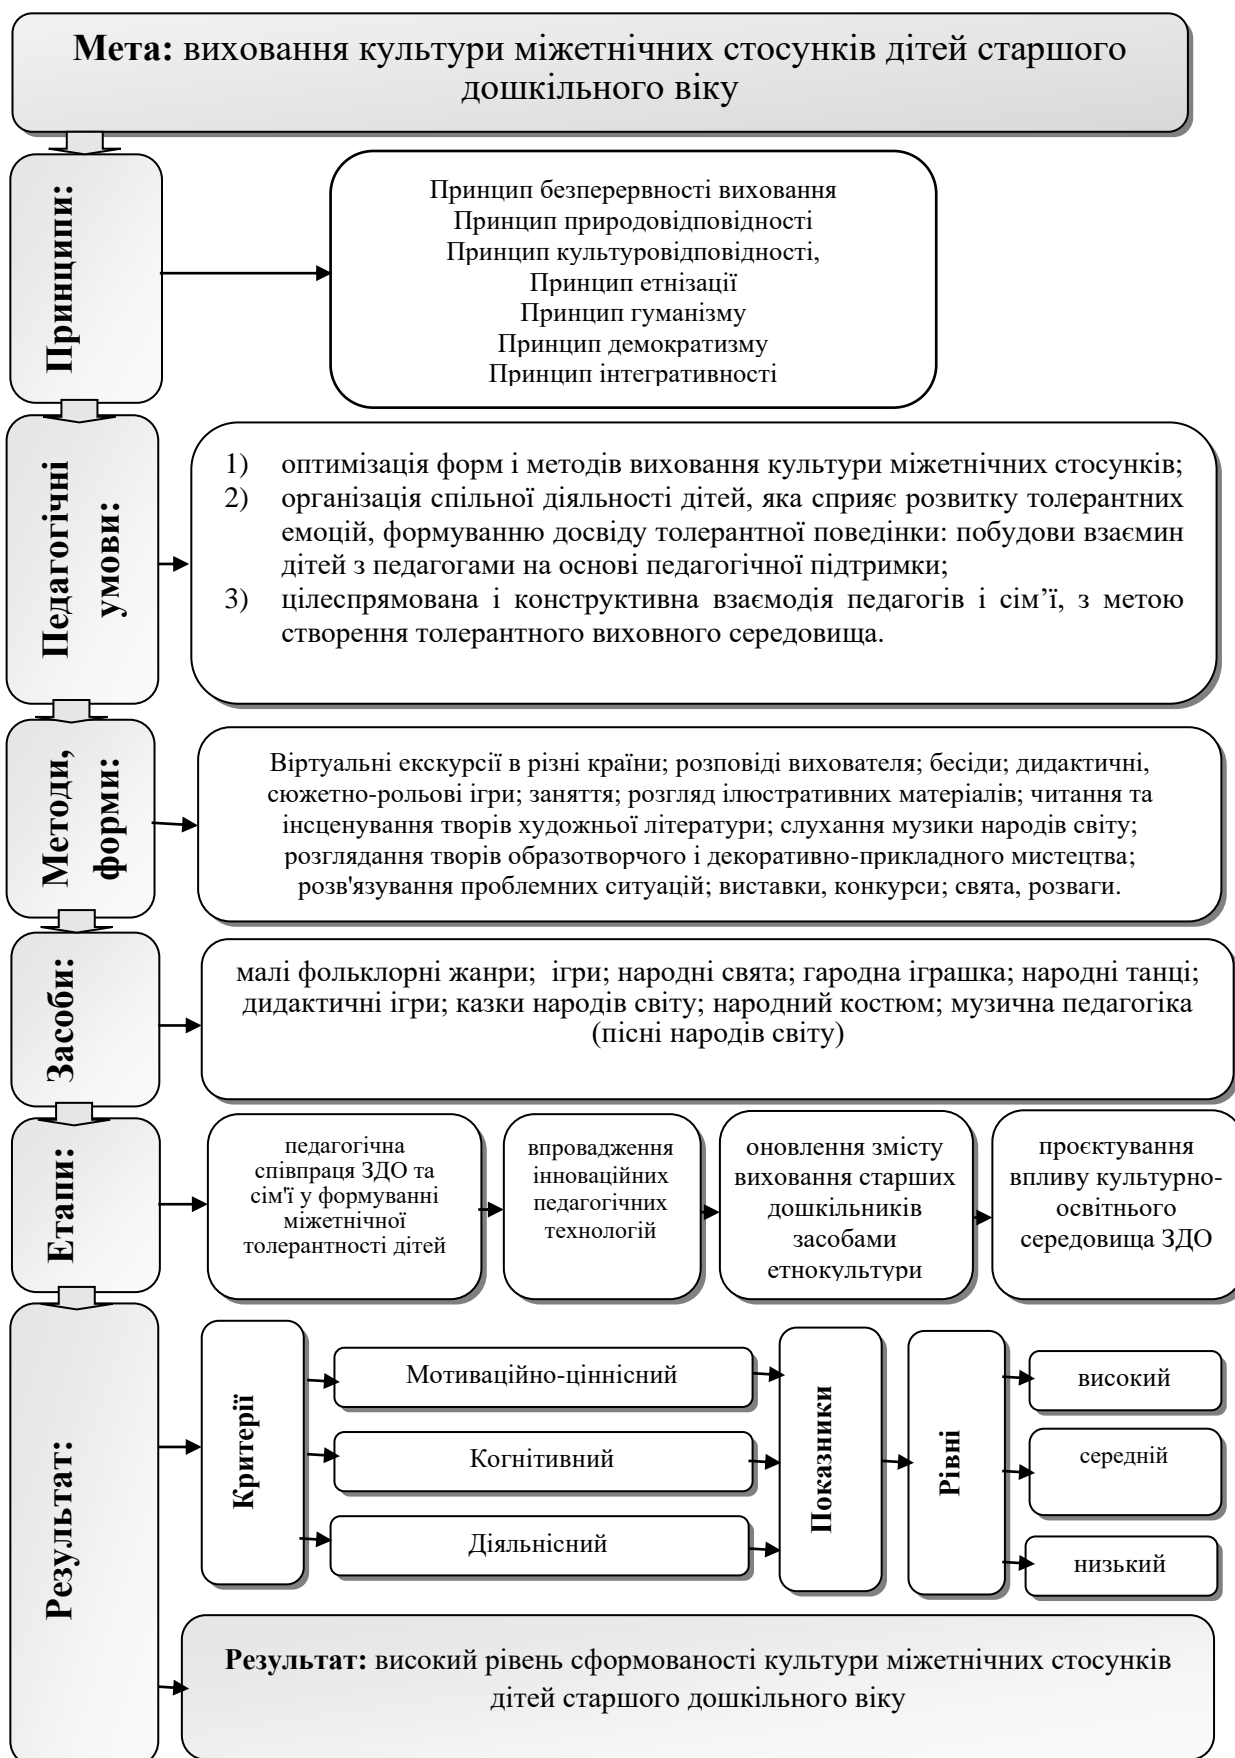 Мета: виховання культури міжетнічних стосунків дітей старшого
дошкільного віку
Принципи:
Принцип безперервності виховання
Принцип природовідповідності
Принцип культуровідповідності,
Принцип етнізації
Принцип гуманізму
Принцип демократизму
Принцип інтегративності
Педагогічні
умови:
1) оптимізація форм і методів виховання культури міжетнічних стосунків;
2) організація спільної діяльності дітей, яка сприяє розвитку толерантних
емоцій, формуванню досвіду толерантної поведінки: побудови взаємин
дітей з педагогами на основі педагогічної підтримки;
3) цілеспрямована і конструктивна взаємодія педагогів і сім’ї, з метою
створення толерантного виховного середовища.
Методи,
форми:
Віртуальні екскурсії в різні країни; розповіді вихователя; бесіди; дидактичні,
сюжетно-рольові ігри; заняття; розгляд ілюстративних матеріалів; читання та
інсценування творів художньої літератури; слухання музики народів світу;
розглядання творів образотворчого і декоративно-прикладного мистецтва;
розв'язування проблемних ситуацій; виставки, конкурси; свята, розваги.
Засоби:
малі фольклорні жанри; ігри; народні свята; гародна іграшка; народні танці;
дидактичні ігри; казки народів світу; народний костюм; музична педагогіка
(пісні народів світу)
Етапи:
педагогічна
співпраця ЗДО та
сім'ї у формуванні
міжетнічної
толерантності дітей
впровадження
інноваційних
педагогічних
технологій
оновлення змісту
виховання старших
дошкільників
засобами
етнокультури
проєктування
впливу культурно-
освітнього
середовища ЗДО
Результат:
Критерії
Мотиваційно-ціннісний
Когнітивний
Діяльнісний
Показники
Рівні
високий
середній
низький
Результат: високий рівень сформованості культури міжетнічних стосунків
дітей старшого дошкільного віку